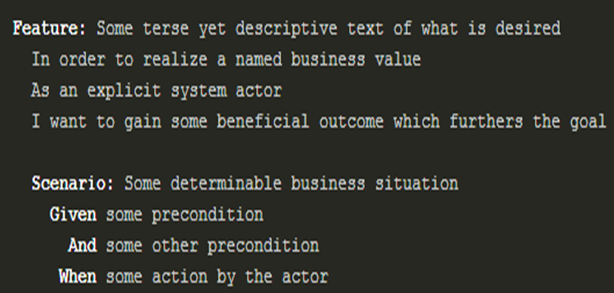 Feature: Some terse yet descriptive text of what is desired
In order to realize a named business value
As an explicit system actor
I want to gain some beneficial outcome which furthers the goal
Scenario: Some determinable business situation
Given some precondition
And some other precondition
When some action by the actor